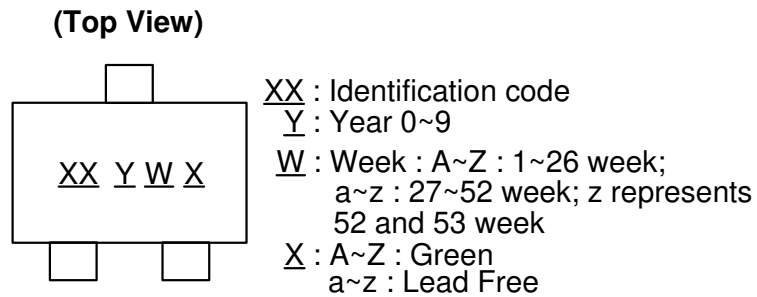 (Top View)
XX Y W X
XX : Identification code
Y : Year 0~9
W : Week : A~Z : 1~26 week;
a~z : 27~52 week; z represents
52 and 53 week
X : A~Z : Green
a~z : Lead Free